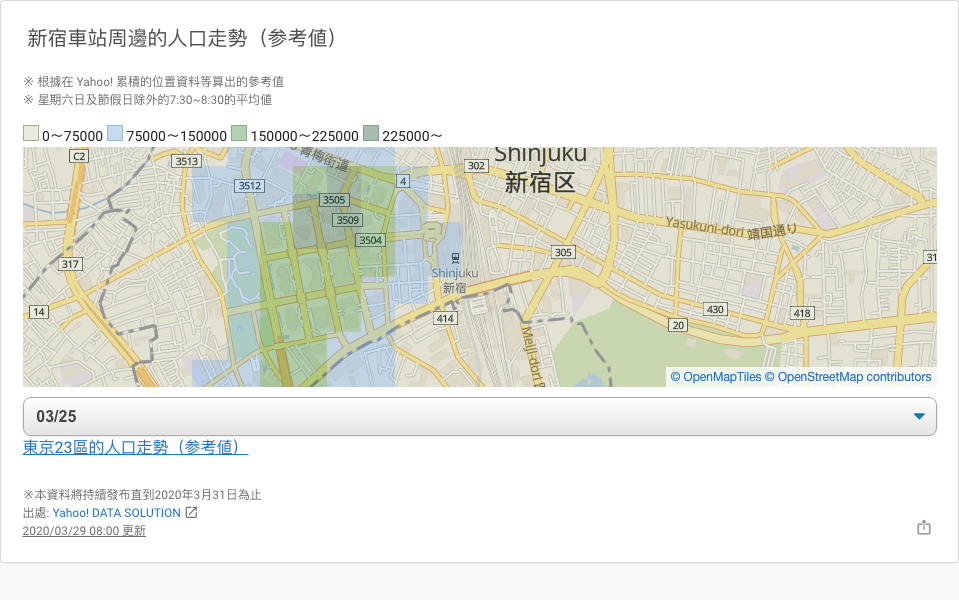 新宿車站周邊的人口走勢（參考値）
※ 根據在 Yahoo! 累積的位置資料等算出的參考值
※ 星期六日及節假日除外的7:30~8:30的平均値
0～75000 75000～150000 150000～225000 225000～
C2
3513
青梅街道
302
Shinjuku
新宿区
3512
4
3505
3509
3504
Yasukuni-dori 靖国通り
317
305
31
Shinjuku
新宿
14
414
430
418
20
Meiji-dori
© OpenMapTiles © OpenStreetMap contributors
03/25
東京23區的人口走勢（参考値）
※本資料將持續發布直到2020年3月31日為止
出處: Yahoo! DATA SOLUTION
2020/03/29 08:00 更新